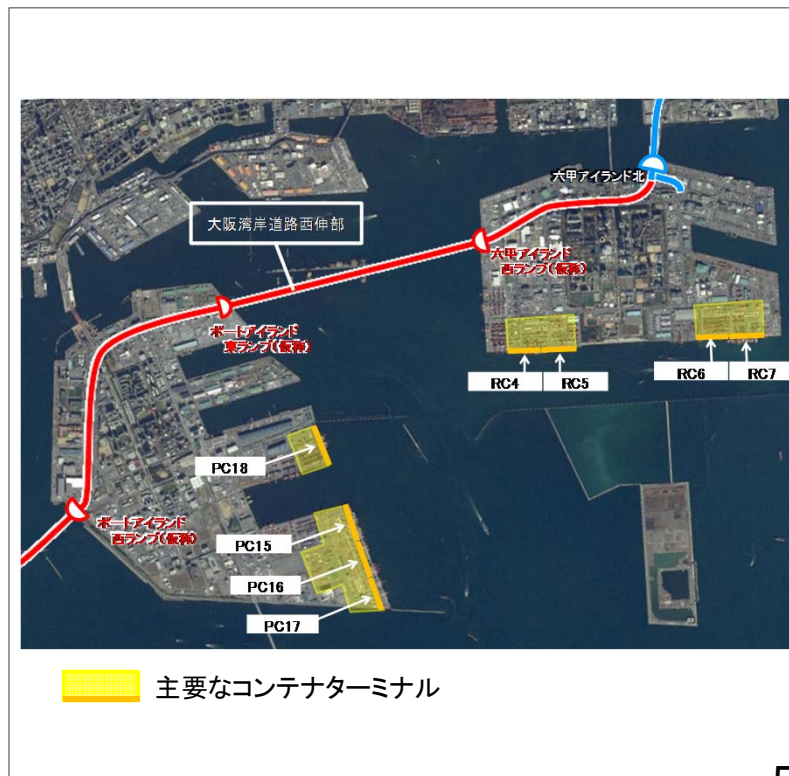 六甲アイランド北
大阪湾岸道路西伸部
六甲アイランド
西ランプ(仮称)
ポートアイランド
東ランプ(仮称)
RC4
RC5
RC6
RC7
PC18
ポートアイランド
西ランプ(仮称)
PC15
PC16
PC17
主要なコンテナターミナル